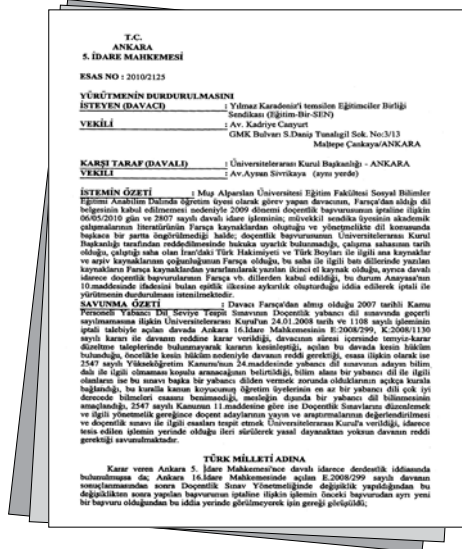 T.C.
ANKARA
5. İDARE MAHKEMESİ
ESAS NO : 2010/2125
YÜRÜTMENİN DURDURULMASINI
İSTEYEN (DAVACI) : Yılmaz Karadeniz'i temsilen Eğitimciler Birliği
Sendikası (Eğitim-Bir-SEN)
VEKİLİ : Av. Kadriye Canyurt
GMK Bulvarı S.Daniş Tunalıgil Sok. No:3/13
Maltepe Çankaya/ANKARA
KARŞI TARAF (DAVALI) : Üniversitelerarası Kurul Başkanlığı - ANKARA
VEKİLİ : Av.Aysun Sivrikaya (aynı yerde)
İSTEMİN ÖZETİ : Muş Alparslan Üniversitesi Eğitim Fakültesi Sosyal Bilimler
Eğitimi Anabilim Dalında öğretim üyesi olarak görev yapan davacının, Farsça'dan aldığı dil
belgesinin kabul edilmemesi nedeniyle 2009 dönemi doçentlik başvurusunun iptaline ilişkin
06/05/2010 gün ve 2807 sayılı davalı idare işleminin; müvekkil sendika üyesinin akademik
çalışmalarının literatürünün Farsça kaynaklardan oluştuğu ve yönetmelikte dil konusunda
başkaca bir şartın öngörülmediği halde; doçentlik başvurusunun Üniversitelerarası Kurul
Başkanlığı tarafından reddedilmesinde hukuka uyarlık bulunmadığı, çalışma sahasının tarih
olduğu, çalıştığı saha olan İran'daki Türk Hakimiyeti ve Türk Boyları ile ilgili ana kaynaklar
ve arşiv kaynaklarının çoğunluğunun Farsça olduğu, bu saha ile ilgili batı dillerinde yazılan
kaynakların Farsça kaynaklardan yararlanılarak yazılan ikinci el kaynak olduğu, ayrıca davalı
idarece doçentlik başvurularının Farsça vb. dillerden kabul edildiği, bu durum Anayasa'nın
10.maddesinde ifadesini bulan eşitlik ilkesine aykırılık oluşturduğu iddia edilerek iptali ile
yürütmenin durdurulması istenilmektedir.
SAVUNMA ÖZETİ : Davacı Farsça'dan almış olduğu 2007 tarihli Kamu
Personeli Yabancı Dil Seviye Tespit Sınavının Doçentlik yabancı dil sınavında geçerli
sayılmamasına ilişkin Üniversitelerarası Kurul'un 24.01.2008 tarih ve 1108 sayılı işleminin
iptali talebiyle açılan davada Ankara 16.İdare Mahkemesinin E:2008/299, K:2008/1130
sayılı kararı ile davanın reddine karar verildiği, davacının süresi içersinde temyiz-karar
düzeltme taleplerinde bulunmayarak kararın kesinleştiği, açılan bu davada kesin hüküm
bulunduğu, öncelikle kesin hüküm nedeniyle davanın reddi gerektiği, esasa ilişkin olarak ise
2547 sayılı Yükseköğretim Kanunu'nun 24.maddesinde yabancı dil sınavının adayın bilim
dalı ile ilgili olmaması kopulu aranacağının belirtildiği, bilim alanı bir yabancı dil ile ilgili
olanların ise bu sınavı başka bir yabancı dilden vermek zorunda olduklarının açıkça kurala
bağlandığı, bu kuralla kanun koyucunun öğretim üyelerinin en az bir yabancı dili çok iyi
derecede bilmeleri esasını benimsediği, mesleğin dışında bir yabancı dil bilinmesinin
amaçlandığı, 2547 sayılı Kanunun 11.maddesine göre ise Doçentlik Sınavlarını düzenlemek
ve ilgili yönetmelik gereğince doçent adaylarının yayın ve araştırmalarının değerlendirilmesi
ve doçentlik sınavı ile ilgili esasları tespit etmek Üniversitelerarası Kurul'a verildiği, idarece
tesis edilen işlemin yerinde olduğu ileri sürülerek yasal dayanaktan yoksun davanın reddi
gerektiği savunulmaktadır.
TÜRK MİLLETİ ADINA
Karar veren Ankara 5. İdare Mahkemesi'nce davalı idarece derdestlik iddiasında
bulunulmuşsa da; Ankara 16.İdare Mahkemesinde açılan E.2008/299 sayılı davanın
sonuçlanmasından sonra Doçentlik Sınav Yönetmeliğinde değişiklik yapıldığından bu
değişiklikten sonra yapılan başvurunun iptaline ilişkin işlemin önceki başvurudan ayrı yeni
bir başvuru olduğundan bu iddia yerinde görülmeyerek işin gereği görüşüldü;